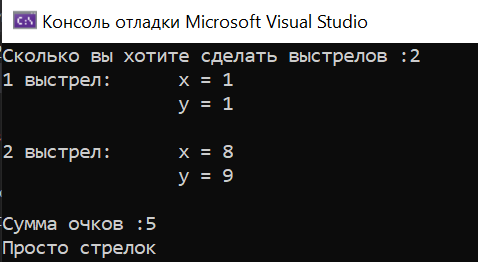 C:\
Консоль отладки Microsoft Visual Studio
Сколько вы хотите сделать выстрелов :2
1 выстрел: x = 1
y = 1
2 выстрел: x = 8
y = 9
Сумма очков :5
Просто стрелок